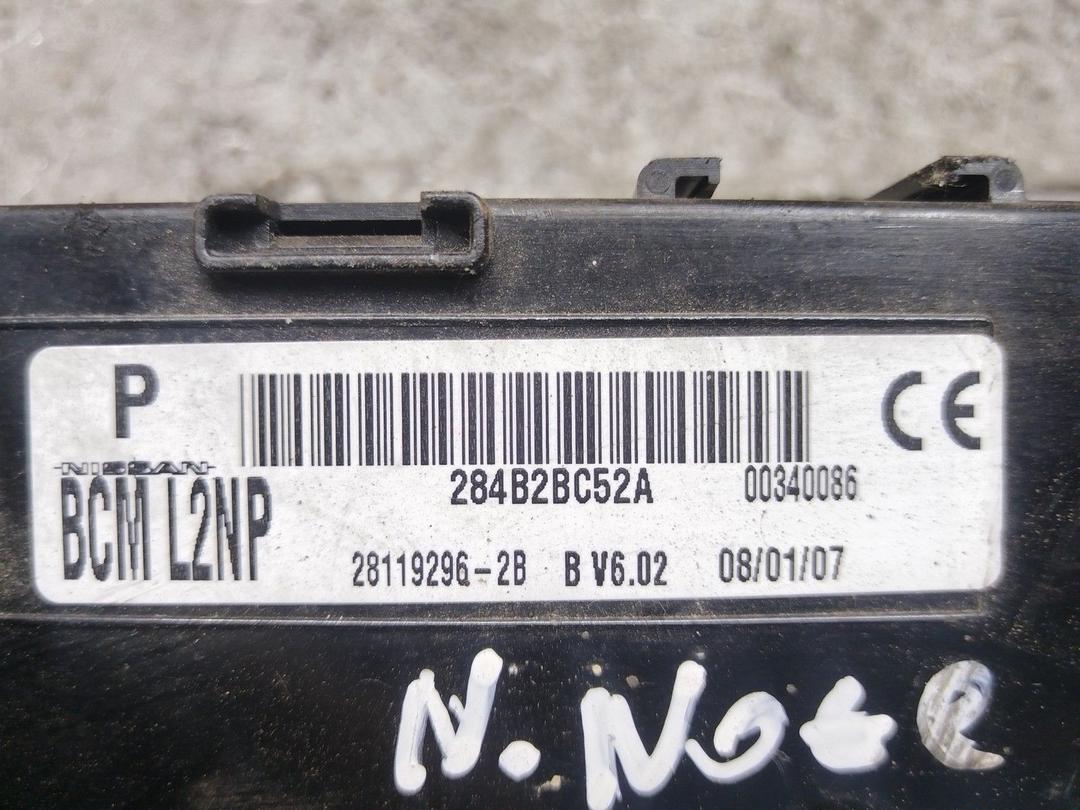 P
CE
NISSAN
BCM L2NP
284B2BC52A 00340086
28119296-2B B V6.02 08/01/07
N. Note